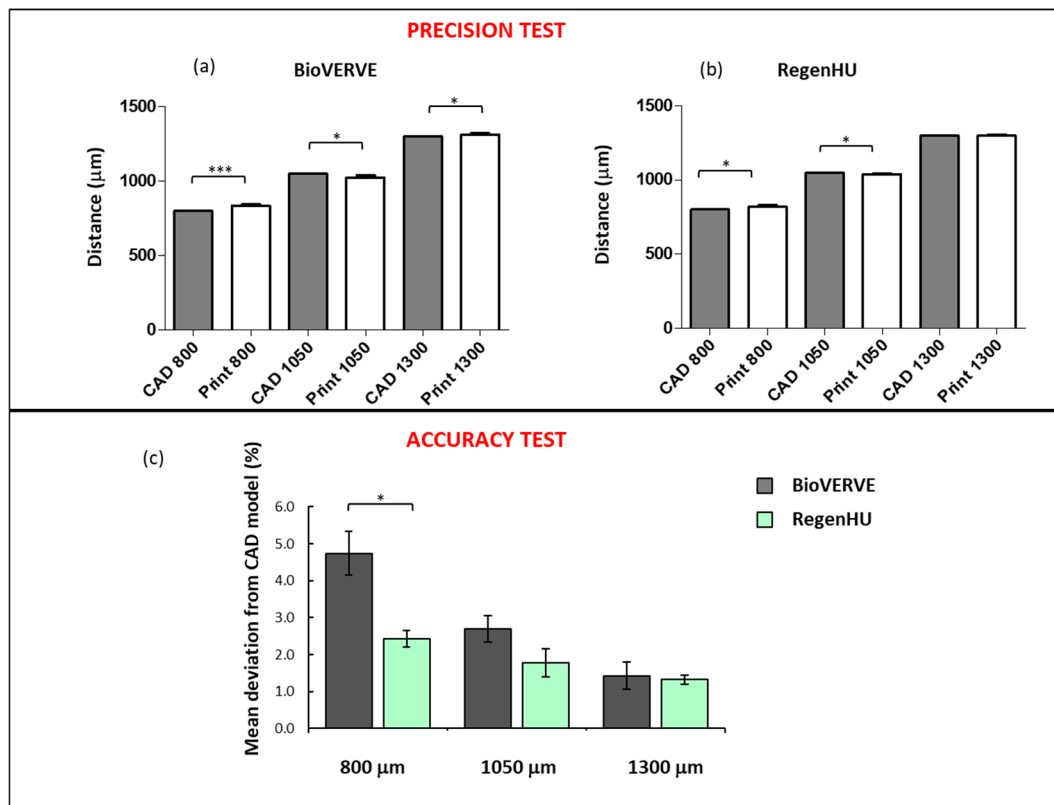 PRECISION TEST
(a)
BioVERVE
Distance (μm)
1500
1000
500
0
***
*
*
CAD 800
Print 800
CAD 1050
Print 1050
CAD 1300
Print 1300
(b)
RegenHU
Distance (μm)
1500
1000
500
0
*
*
CAD 800
Print 800
CAD 1050
Print 1050
CAD 1300
Print 1300
ACCURACY TEST
(c)
Mean deviation from CAD model (%)
6.0
5.0
4.0
3.0
2.0
1.0
0.0
*
800 μm
1050 μm
1300 μm
BioVERVE
RegenHU